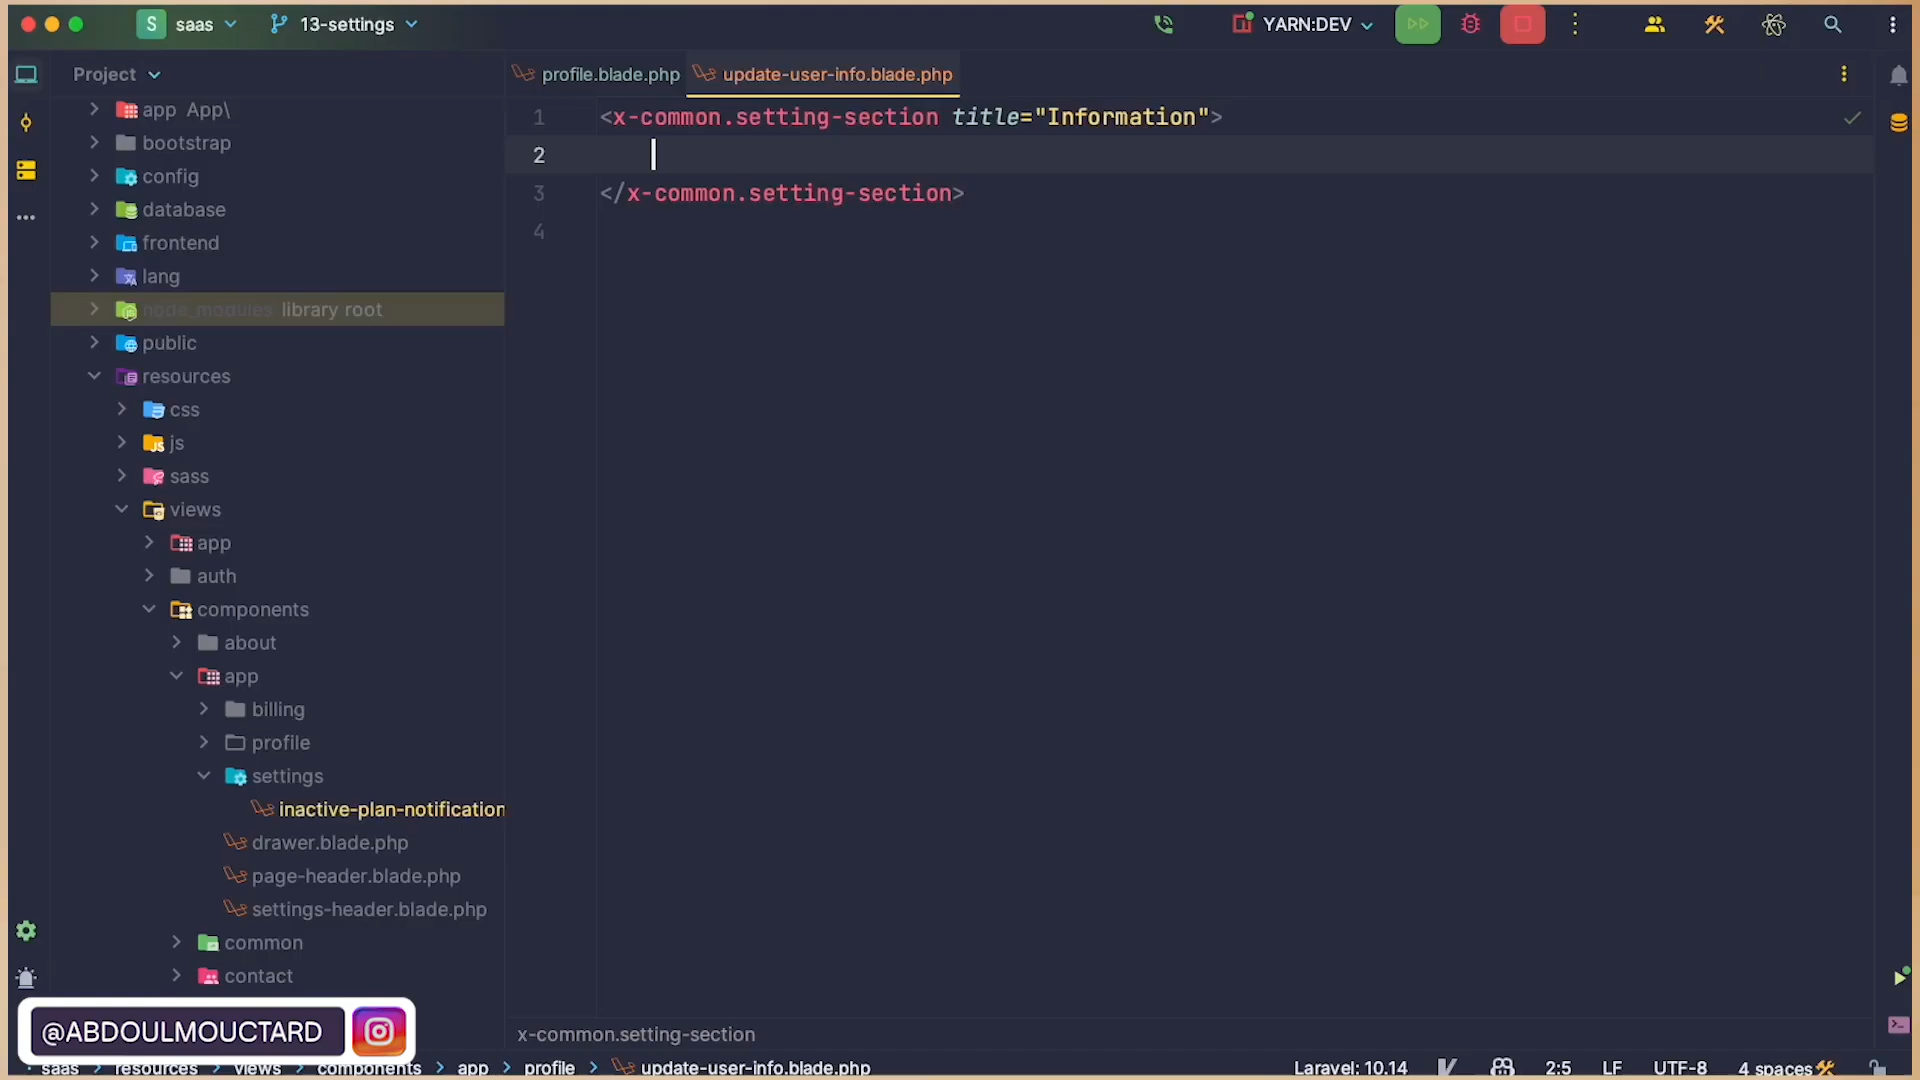 S saas 13-settings YARN:DEV
Project
profile.blade.php update-user-info.blade.php
app App\
bootstrap
config
database
frontend
lang
node_modules library root
public
resources
css
js
sass
views
app
auth
components
about
app
billing
profile
settings
inactive-plan-notification
drawer.blade.php
page-header.blade.php
settings-header.blade.php
common
contact
1 <x-common.setting-section title="Information">
2
3 </x-common.setting-section>
4
@ABDOULMOUCTARD
x-common.setting-section
saas > resources > views > components > app > profile > update-user-info.blade.php
Laravel: 10.14 2:5 LF UTF-8 4 spaces